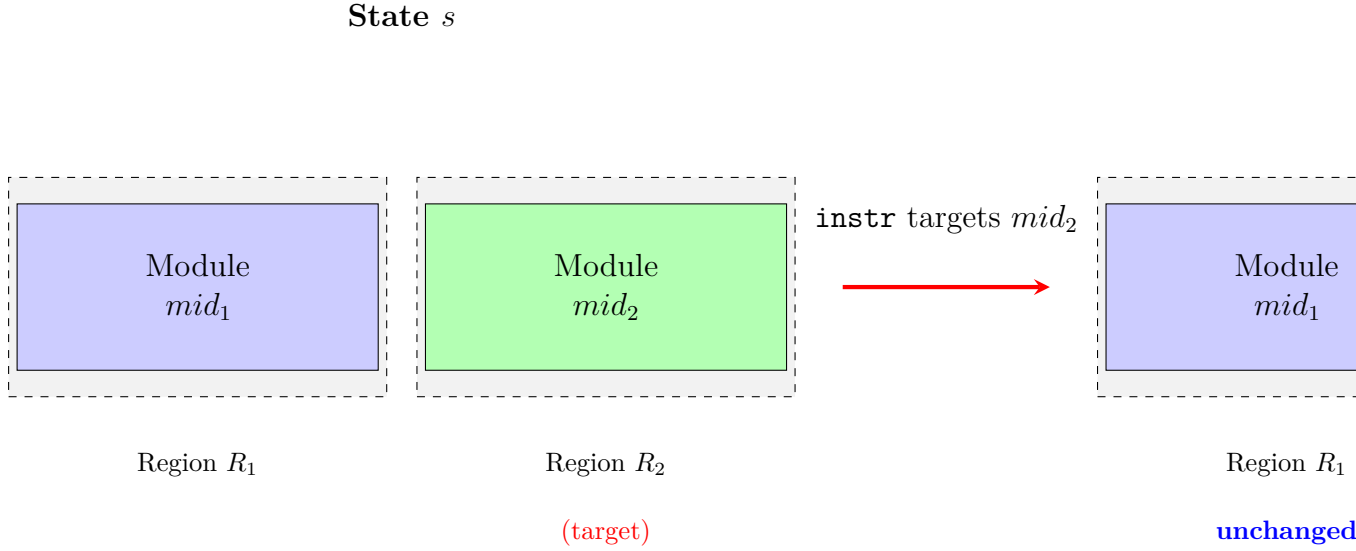 State s
Module
mid₁
Module
mid₂
instr targets mid₂
Module
mid₁
Region R₁
Region R₂
Region R₁
(target)
unchanged